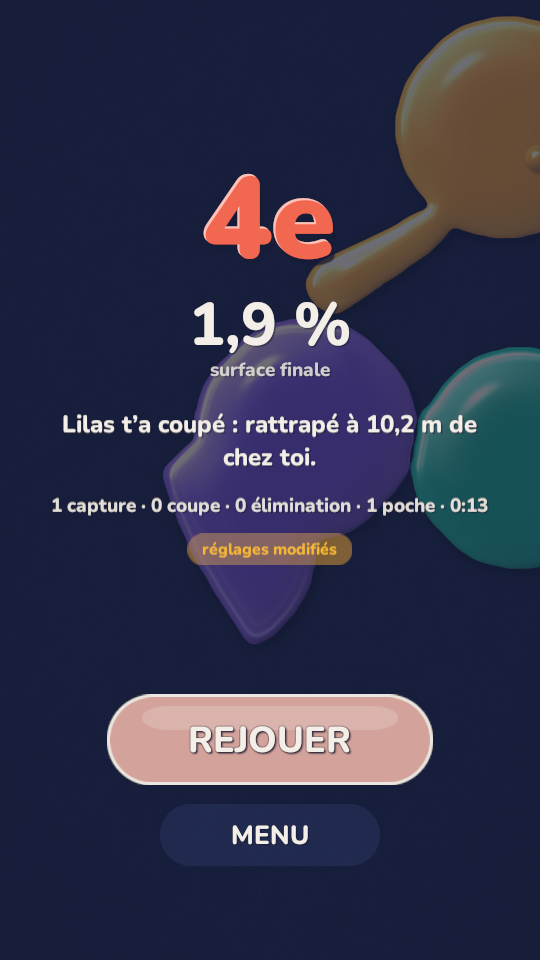 4e
1,9 %
surface finale
Lilas t’a coupé : rattrapé à 10,2 m de
chez toi.
1 capture · 0 coupe · 0 élimination · 1 poche · 0:13
réglages modifiés
REJOUER
MENU